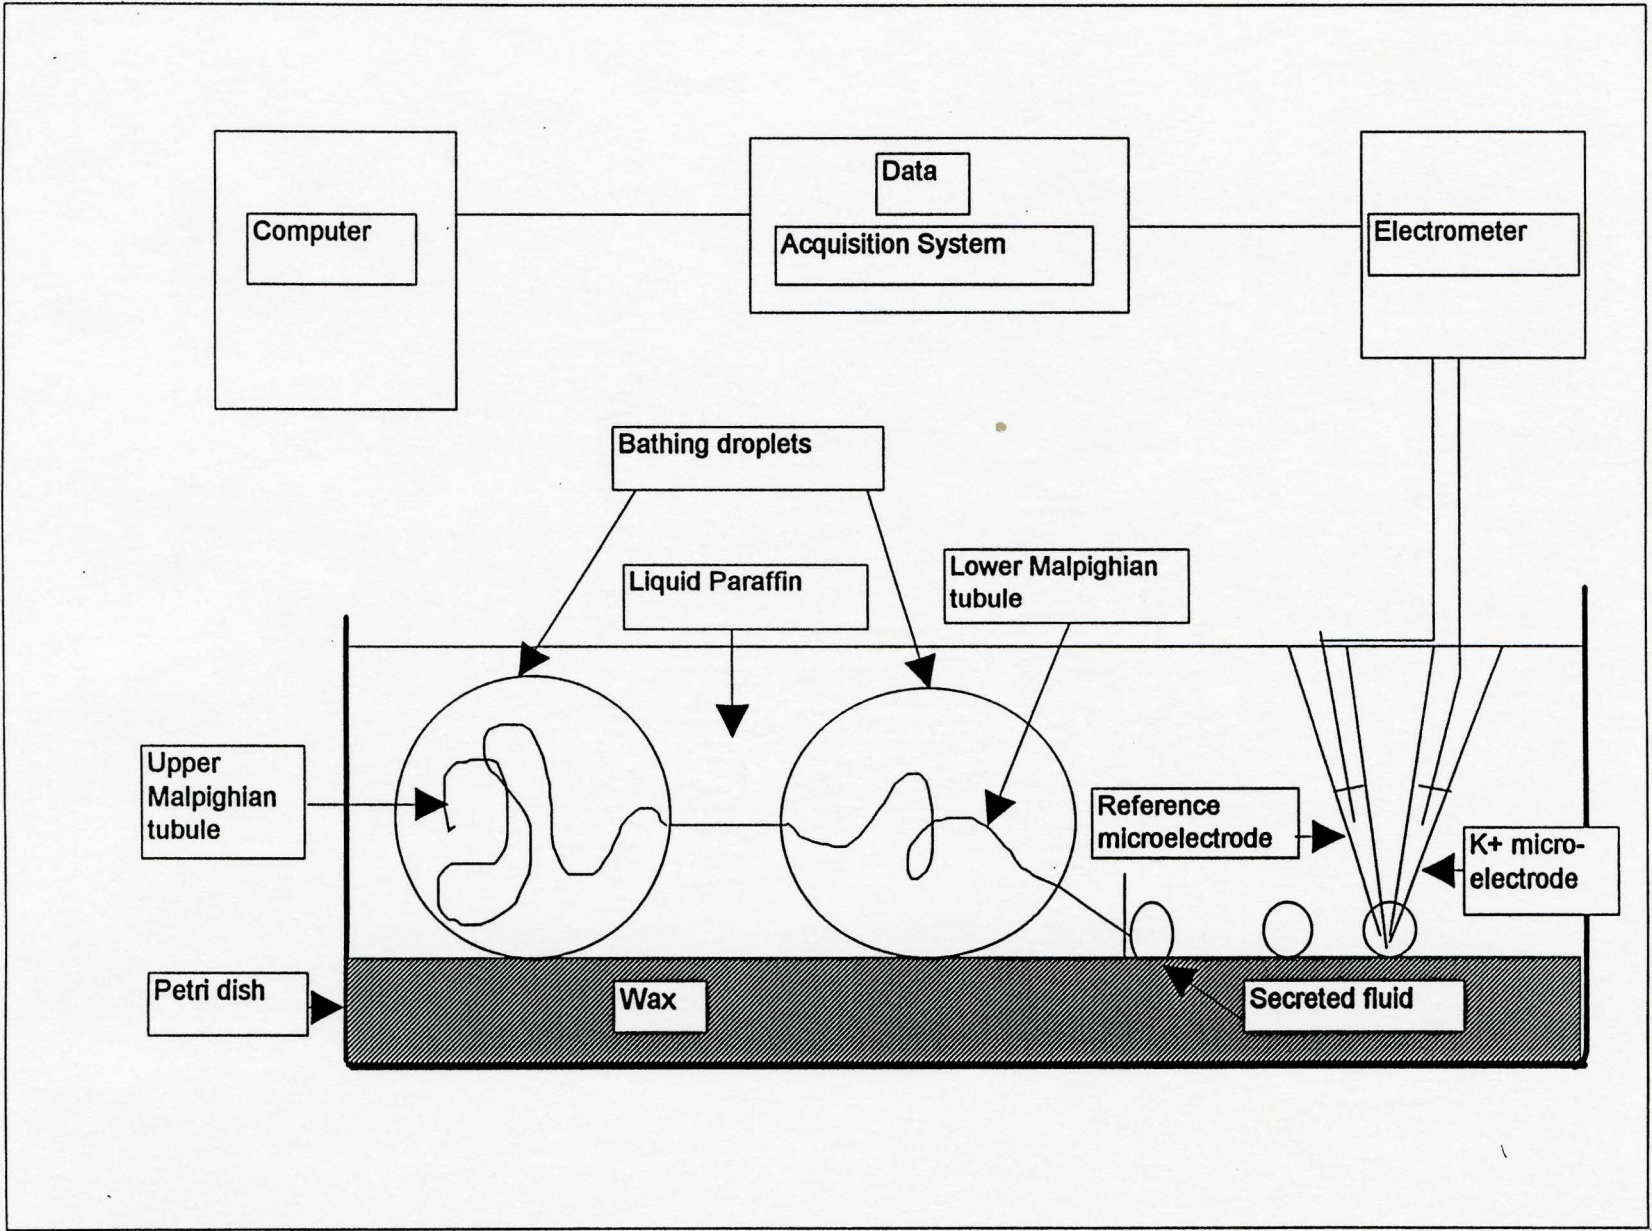 Data
Computer
Acquisition System
Electrometer
Bathing droplets
Liquid Paraffin
Lower Malpighian
tubule
Upper
Malpighian
tubule
Reference
microelectrode
K+ micro-
electrode
Petri dish
Wax
Secreted fluid